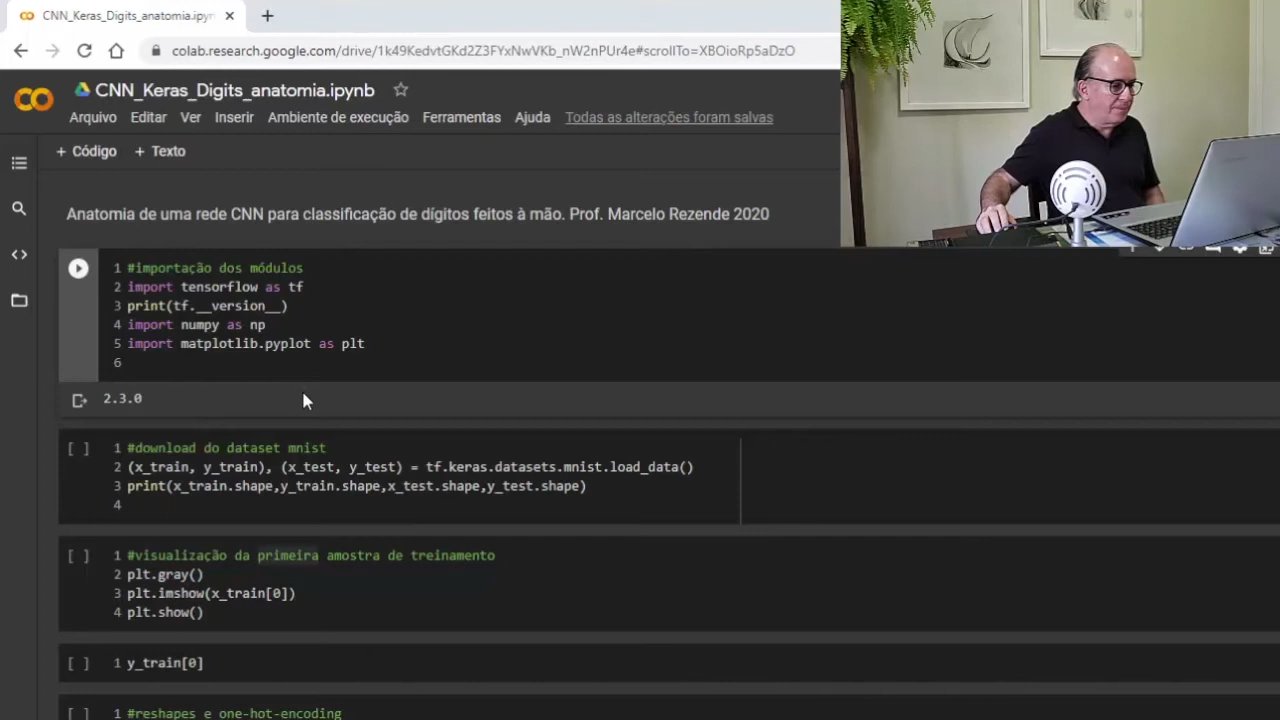 CNN_Keras_Digits_anatomia.ipyn
colab.research.google.com/drive/1k49KedvtGKd2Z3FYxNwVKb_nW2nPUr4e#scrollTo=XBOioRp5aDzO
CNN_Keras_Digits_anatomia.ipynb
Arquivo Editar Ver Inserir Ambiente de execução Ferramentas Ajuda Todas as alterações foram salvas
+ Código + Texto
Anatomia de uma rede CNN para classificação de dígitos feitos à mão. Prof. Marcelo Rezende 2020
1 #importação dos módulos
2 import tensorflow as tf
3 print(tf.__version__)
4 import numpy as np
5 import matplotlib.pyplot as plt
6
2.3.0
[ ] 1 #download do dataset mnist
2 (x_train, y_train), (x_test, y_test) = tf.keras.datasets.mnist.load_data()
3 print(x_train.shape,y_train.shape,x_test.shape,y_test.shape)
4
[ ] 1 #visualização da primeira amostra de treinamento
2 plt.gray()
3 plt.imshow(x_train[0])
4 plt.show()
[ ] 1 y_train[0]
[ ] 1 #reshapes e one-hot-encoding